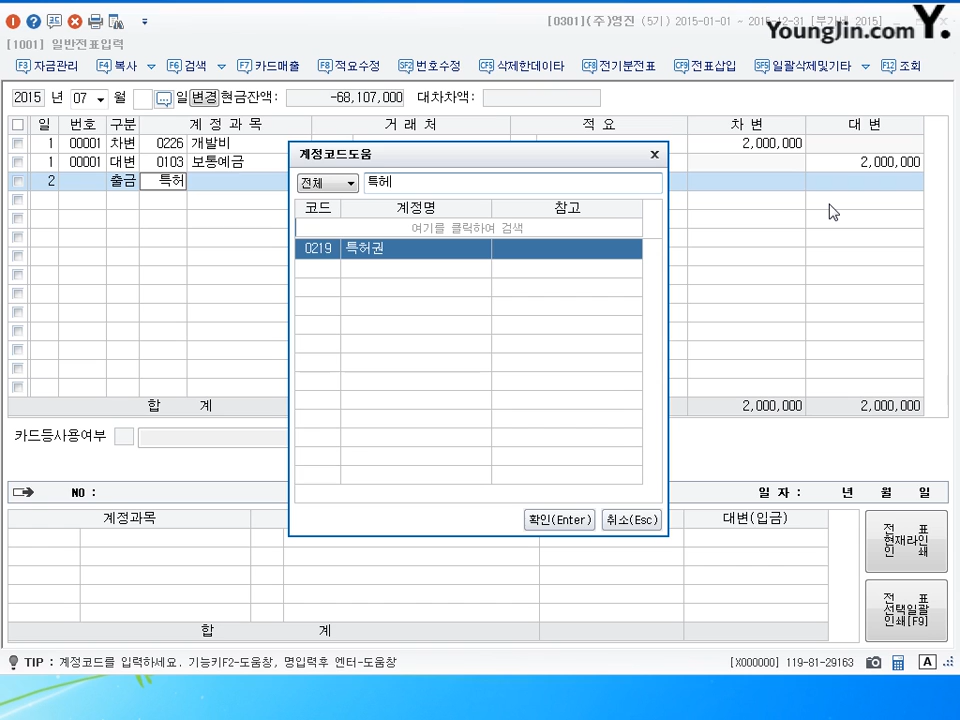 [0301](주)명진 (5기) 2015-01-01 ~ 2015-12-31 [부가세 2015]
YoungJin.com Y.
[1001] 일반전표입력
F3 자금관리 F4 복사 F6 검색 F7 카드매출 F8 적요수정 SF2 번호수정 CF5 삭제한데이타 CF8 전기분전표 CF9 전표삽입 SF5 일괄삭제및기타 F12 조회
2015 년 07 월 일 변경 현금잔액: -68,107,000 대차차액:
일 번호 구분 계 정 과 목 거 래 처 적 요 차 변 대 변
1 00001 차변 0226 개발비 2,000,000
1 00001 대변 0103 보통예금 2,000,000
2 출금 특허
계정코드도움 x
전체 특허
코드 계정명 참고
여기를 클릭하여 검색
0219 특허권
확인(Enter) 취소(Esc)
합 계 2,000,000 2,000,000
카드등사용여부
NO : 일 자 : 년 월 일
계정과목 대변(입금)
합 계
전 표
현재라인
인 쇄
전 표
선택일괄
인쇄[F9]
TIP : 계정코드를 입력하세요. 기능키F2-도움창, 명입력후 엔터-도움창 [X000000] 119-81-29163 A